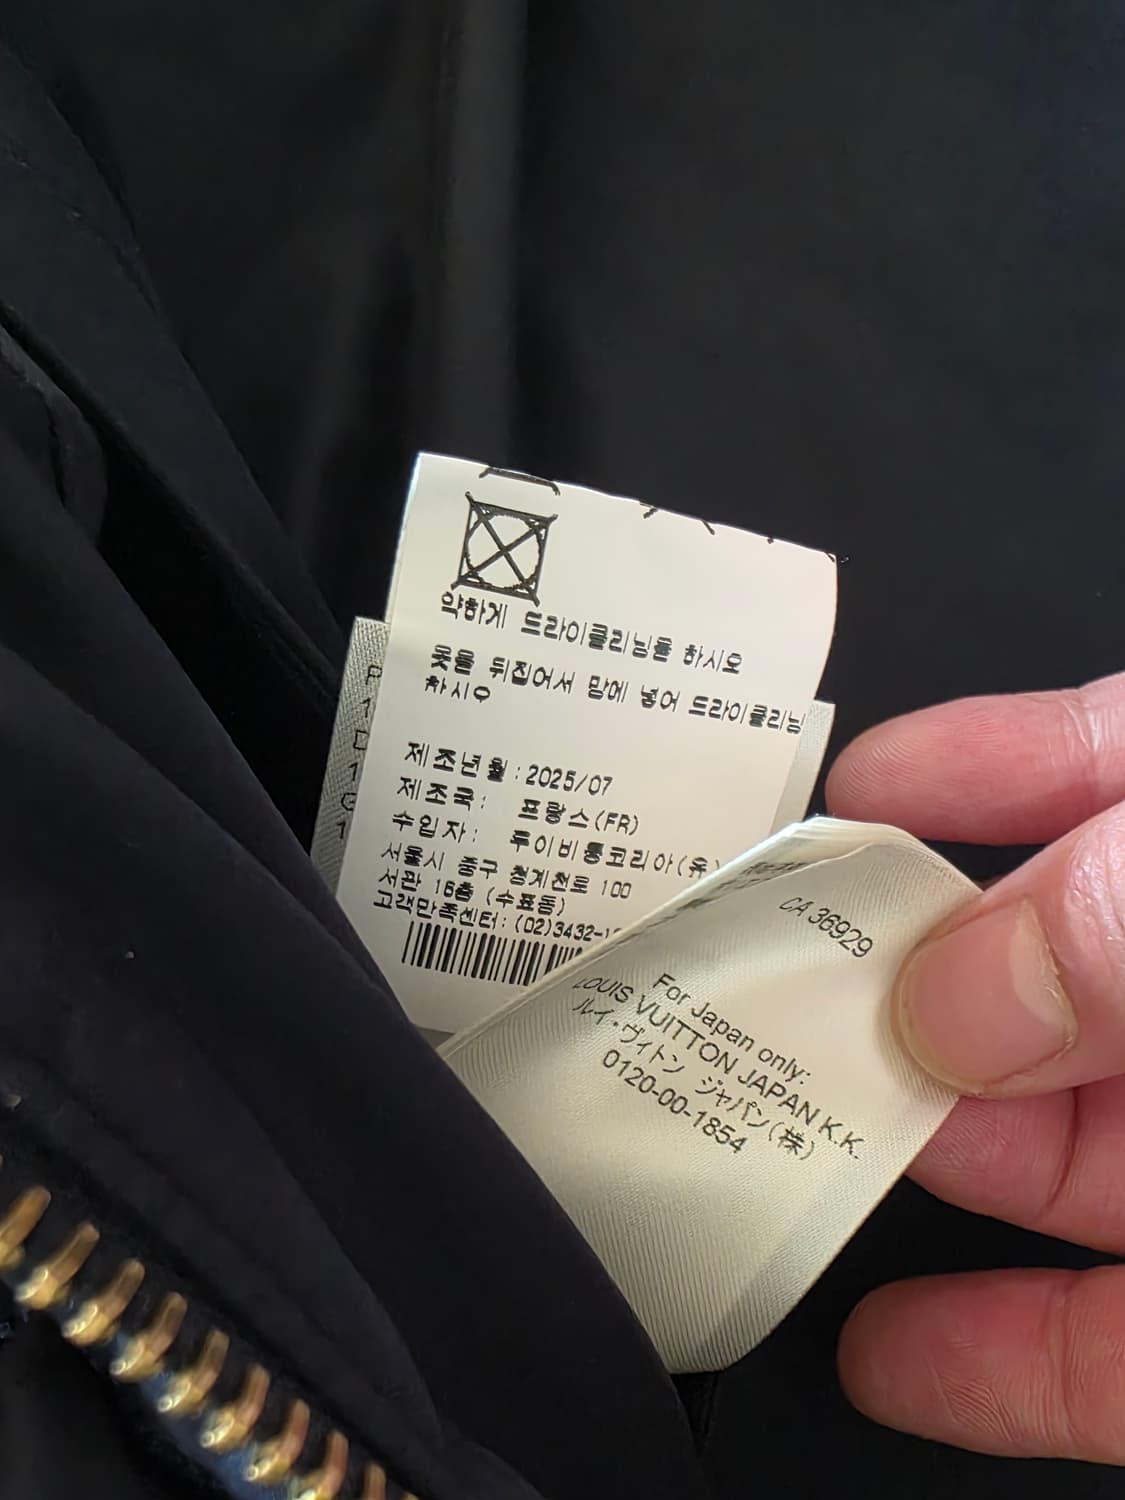 약하게 드라이클리닝을 하시오
옷을 뒤집어서 망에 넣어 드라이클리닝
하시오
제조년월:2025/07
제조국: 프랑스(FR)
수입자: 루이비통코리아(유)
서울시 중구 청계천로 100
서관 16층 (수표동)
고객만족센터:(02)3432-1
P
1
D
1
G
1
CA 36929
For Japan only:
LOUIS VUITTON JAPAN K.K.
ルイ・ヴィトン ジャパン(株)
0120-00-1854